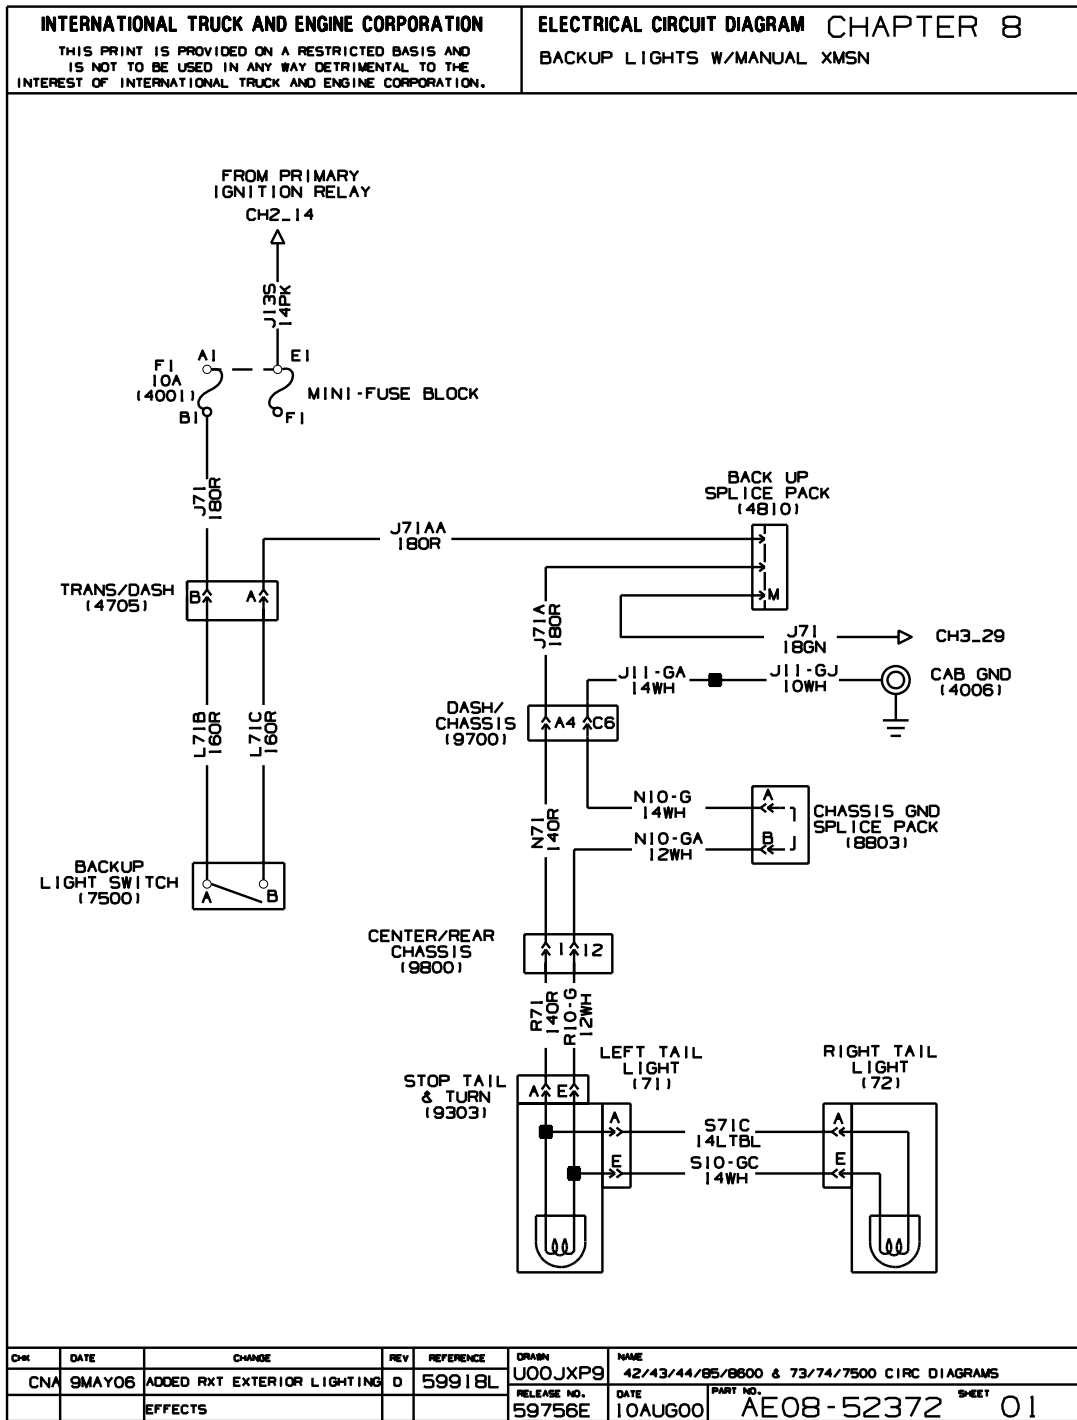 INTERNATIONAL TRUCK AND ENGINE CORPORATION
THIS PRINT IS PROVIDED ON A RESTRICTED BASIS AND
IS NOT TO BE USED IN ANY WAY DETRIMENTAL TO THE
INTEREST OF INTERNATIONAL TRUCK AND ENGINE CORPORATION.
ELECTRICAL CIRCUIT DIAGRAM CHAPTER 8
BACKUP LIGHTS W/MANUAL XMSN
FROM PRIMARY
IGNITION RELAY
CH2_14
J13S
14PK
A1
E1
F1
10A
(4001)
MINI-FUSE BLOCK
B1
F1
J71
18OR
BACK UP
SPLICE PACK
(4810)
J71AA
18OR
TRANS/DASH
(4705)
B
A
M
J71A
18OR
J71
18GN
CH3_29
J11-GA
14WH
J11-GJ
10WH
CAB GND
(4006)
DASH/
CHASSIS
(9700)
A4
C6
L71B
16OR
L71C
16OR
N10-G
14WH
A
CHASSIS GND
SPLICE PACK
(8803)
N71
14OR
N10-GA
12WH
B
BACKUP
LIGHT SWITCH
(7500)
A
B
CENTER/REAR
CHASSIS
(9800)
1
12
R71
14OR
R10-G
12WH
LEFT TAIL
LIGHT
(71)
RIGHT TAIL
LIGHT
(72)
STOP TAIL
& TURN
(9303)
A
E
A
S71C
14LTBL
A
E
S10-GC
14WH
E
CHK DATE CHANGE REV REFERENCE DRAWN NAME
CNA 9MAY06 ADDED RXT EXTERIOR LIGHTING D 59918L U00JXP9 42/43/44/85/8600 & 73/74/7500 CIRC DIAGRAMS
EFFECTS
RELEASE NO. DATE PART NO. SHEET
59756E 10AUG00 AE08-52372 01